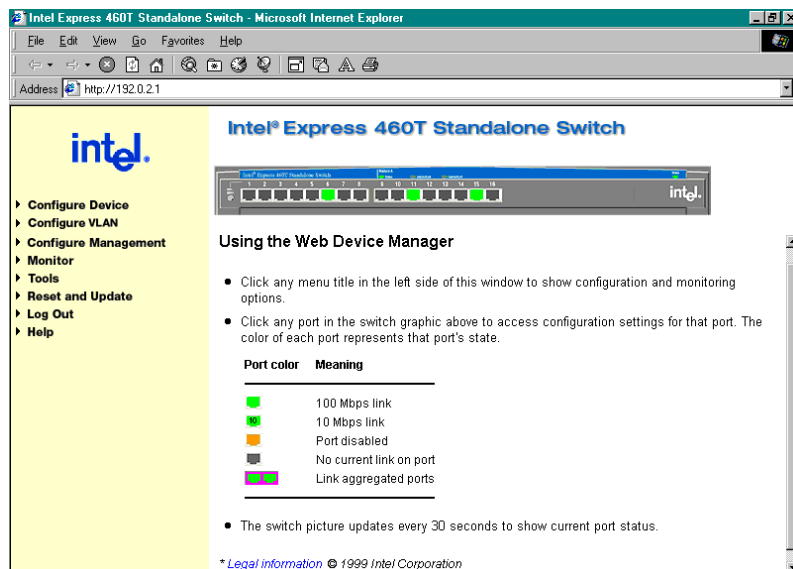 Intel Express 460T Standalone Switch - Microsoft Internet Explorer
File Edit View Go Favorites Help
Address http://192.0.2.1
intel.
Configure Device
Configure VLAN
Configure Management
Monitor
Tools
Reset and Update
Log Out
Help
Intel® Express 460T Standalone Switch
Intel® Express 460T Standalone Switch
1 2 3 4 5 6 7 8 9 10 11 12 13 14 15 16
intel.
Using the Web Device Manager
Click any menu title in the left side of this window to show configuration and monitoring
options.
Click any port in the switch graphic above to access configuration settings for that port. The
color of each port represents that port's state.
Port color Meaning
100 Mbps link
10 10 Mbps link
Port disabled
No current link on port
Link aggregated ports
The switch picture updates every 30 seconds to show current port status.
* Legal information © 1999 Intel Corporation